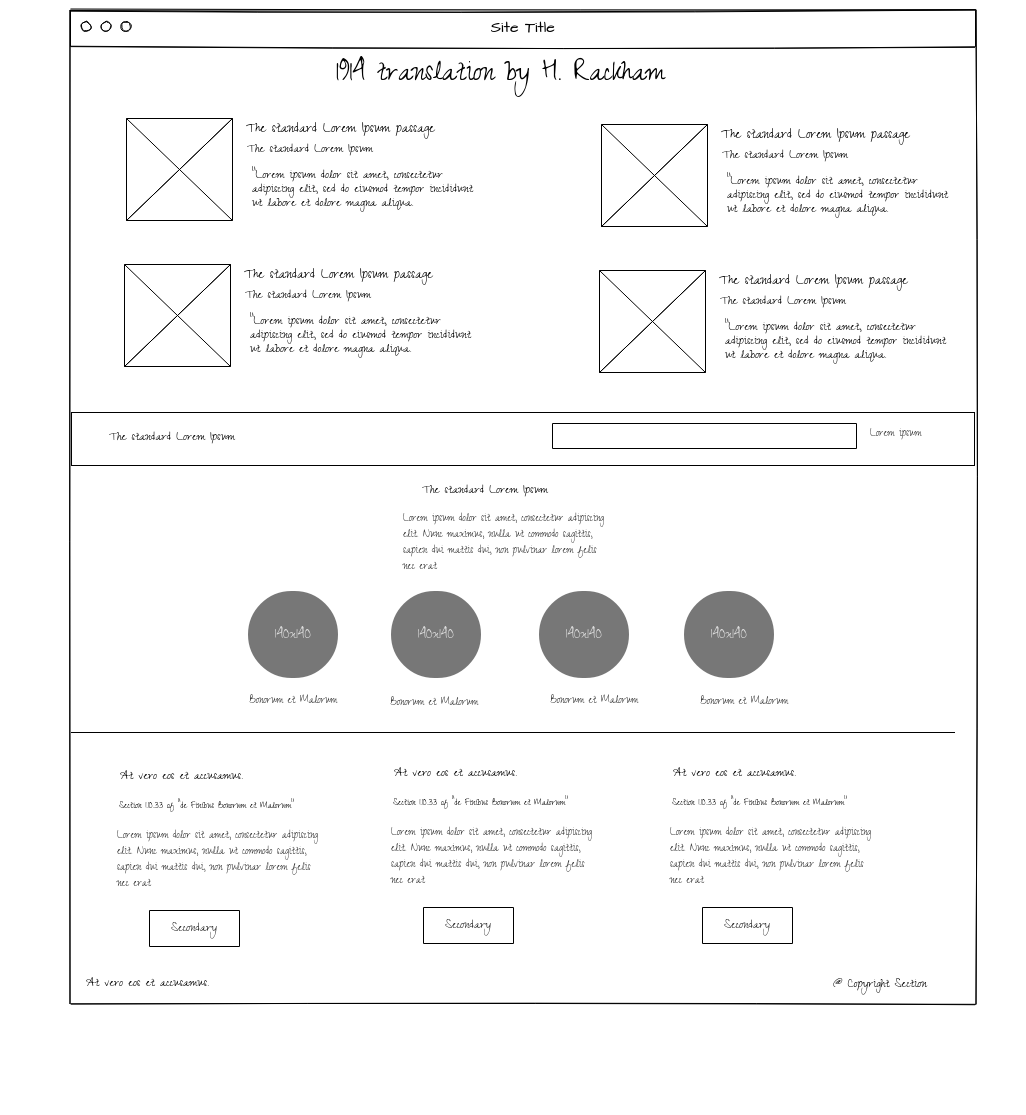 Site Title
1914 translation by H. Rackham
The standard Lorem Ipsum passage
The standard Lorem Ipsum
"Lorem ipsum dolor sit amet, consectetur
adipiscing elit, sed do eiusmod tempor incididunt
ut labore et dolore magna aliqua.
The standard Lorem Ipsum passage
The standard Lorem Ipsum
"Lorem ipsum dolor sit amet, consectetur
adipiscing elit, sed do eiusmod tempor incididunt
ut labore et dolore magna aliqua.
The standard Lorem Ipsum passage
The standard Lorem Ipsum
"Lorem ipsum dolor sit amet, consectetur
adipiscing elit, sed do eiusmod tempor incididunt
ut labore et dolore magna aliqua.
The standard Lorem Ipsum passage
The standard Lorem Ipsum
"Lorem ipsum dolor sit amet, consectetur
adipiscing elit, sed do eiusmod tempor incididunt
ut labore et dolore magna aliqua.
The standard Lorem Ipsum
Lorem ipsum
The standard Lorem Ipsum
Lorem ipsum dolor sit amet, consectetur adipiscing
elit. Nunc maximus, nulla ut commodo sagittis,
sapien dui mattis dui, non pulvinar lorem felis
nec erat
140x140
140x140
140x140
140x140
Bonorum et Malorum
Bonorum et Malorum
Bonorum et Malorum
Bonorum et Malorum
At vero eos et accusamus.
Section 1.10.33 of "de Finibus Bonorum et Malorum"
Lorem ipsum dolor sit amet, consectetur adipiscing
elit. Nunc maximus, nulla ut commodo sagittis,
sapien dui mattis dui, non pulvinar lorem felis
nec erat
Secondary
At vero eos et accusamus.
Section 1.10.33 of "de Finibus Bonorum et Malorum"
Lorem ipsum dolor sit amet, consectetur adipiscing
elit. Nunc maximus, nulla ut commodo sagittis,
sapien dui mattis dui, non pulvinar lorem felis
nec erat
Secondary
At vero eos et accusamus.
Section 1.10.33 of "de Finibus Bonorum et Malorum"
Lorem ipsum dolor sit amet, consectetur adipiscing
elit. Nunc maximus, nulla ut commodo sagittis,
sapien dui mattis dui, non pulvinar lorem felis
nec erat
Secondary
At vero eos et accusamus.
@ Copyright Section